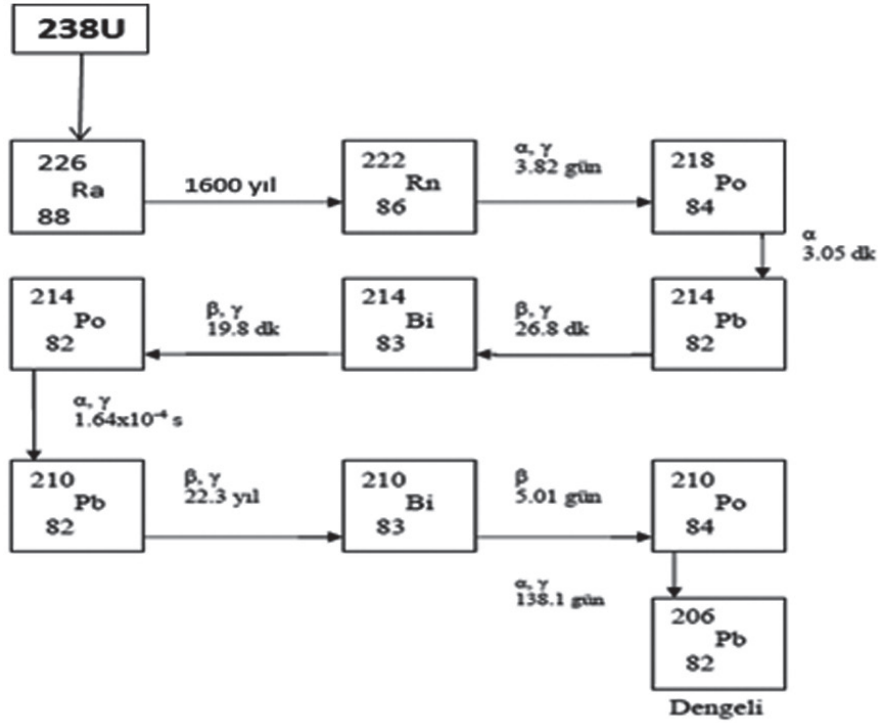 238U
226
Ra
88
1600 yıl
222
Rn
86
α, γ
3.82 gün
218
Po
84
α
3.05 dk
214
Pb
82
β, γ
26.8 dk
214
Bi
83
β, γ
19.8 dk
214
Po
82
α, γ
1.64x10⁻⁴ s
210
Pb
82
β, γ
22.3 yıl
210
Bi
83
β
5.01 gün
210
Po
84
α, γ
138.1 gün
206
Pb
82
Dengeli